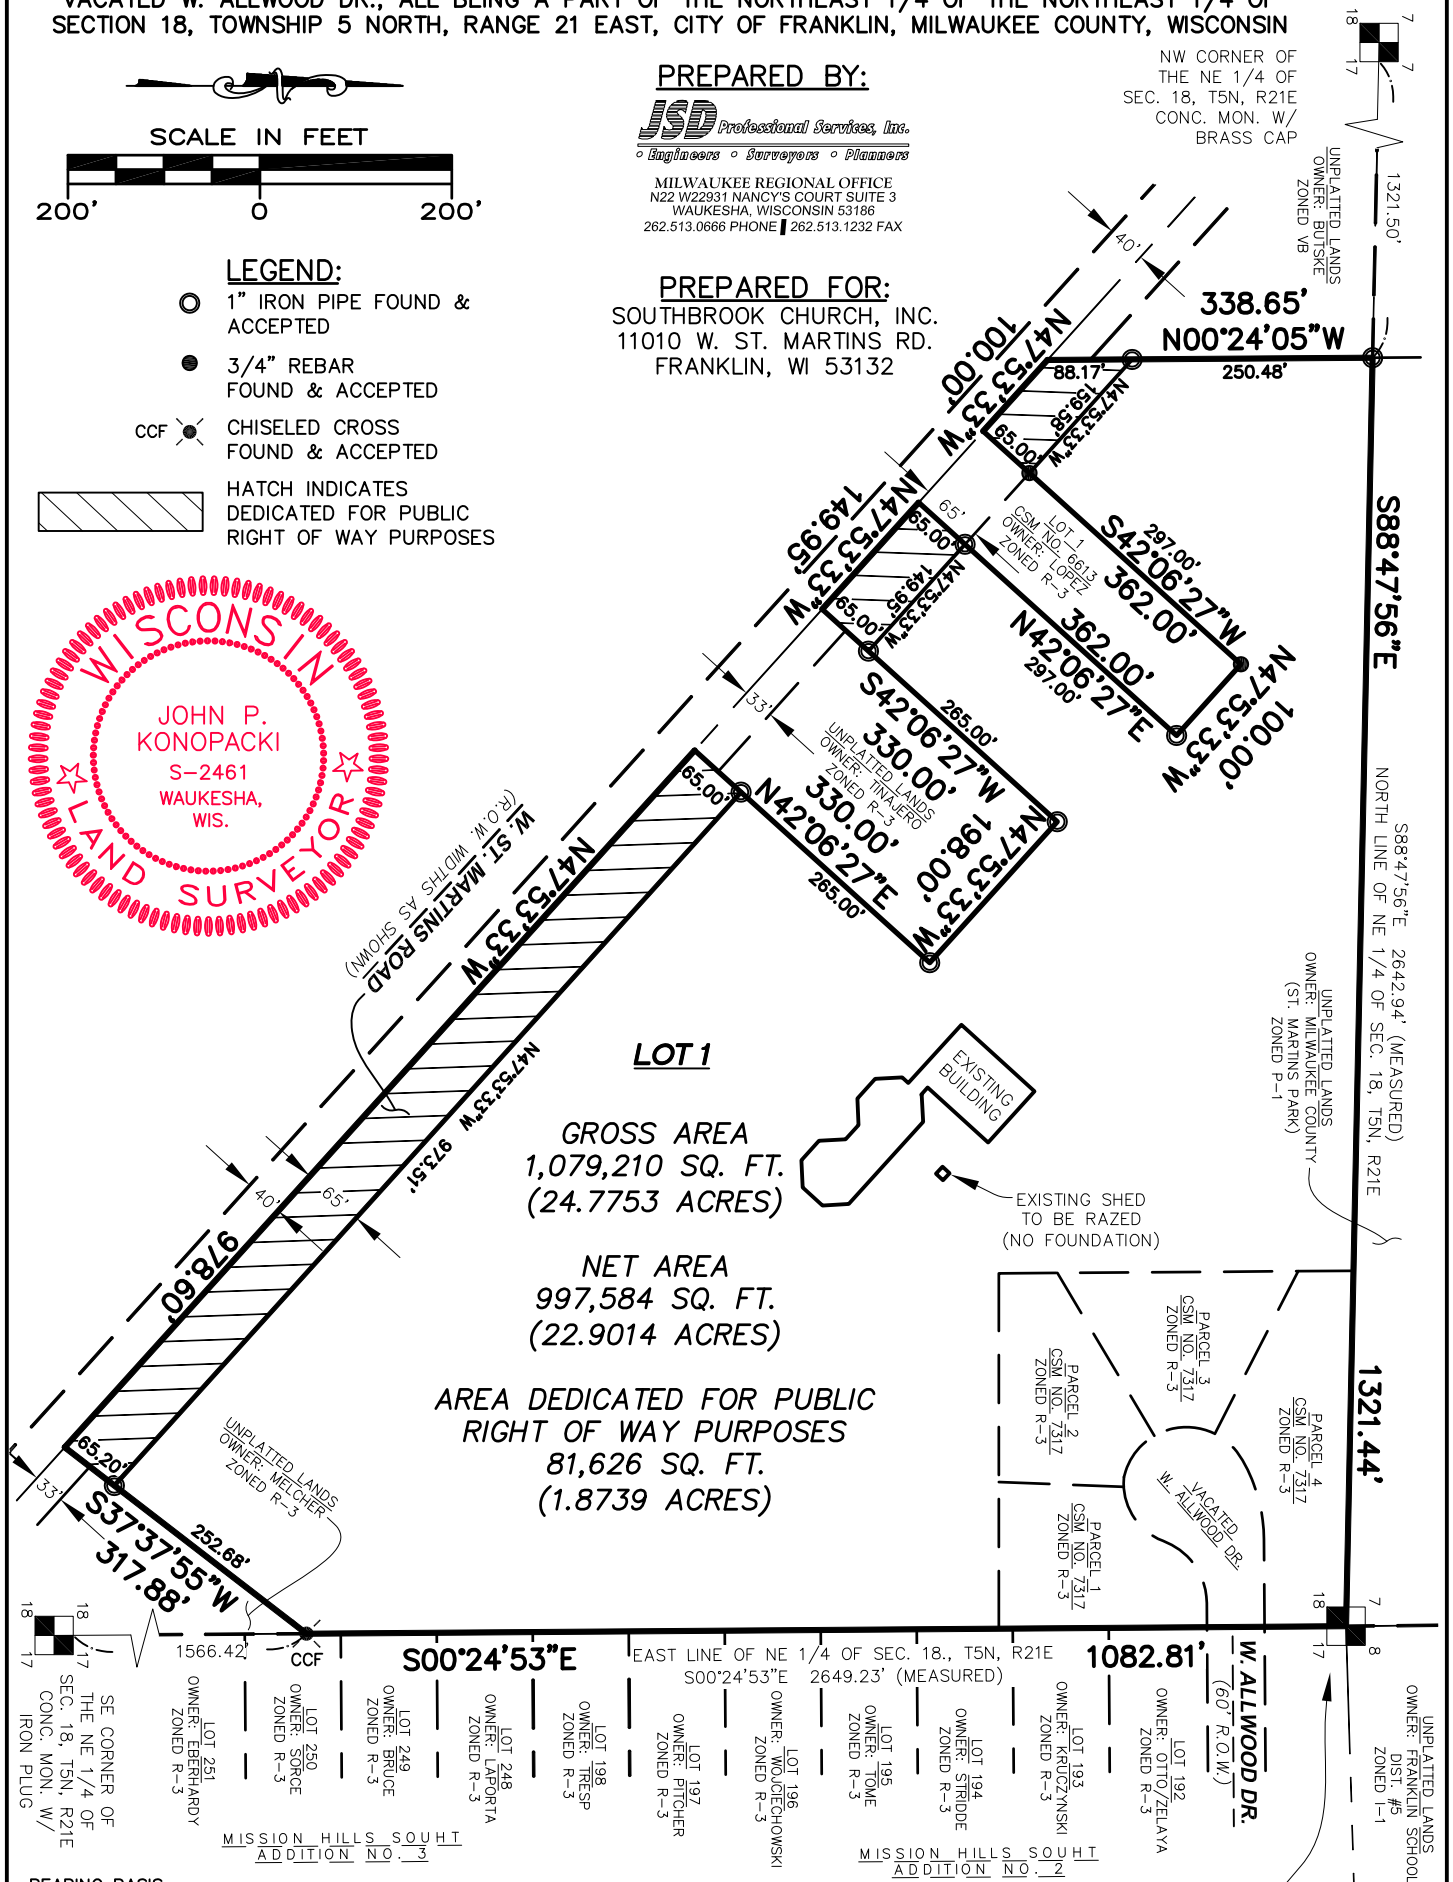 VACATED W. ALLWOOD DR., ALL BEING A PART OF THE NORTHEAST 1/4 OF THE NORTHEAST 1/4 OF
SECTION 18, TOWNSHIP 5 NORTH, RANGE 21 EAST, CITY OF FRANKLIN, MILWAUKEE COUNTY, WISCONSIN
SCALE IN FEET
200' 0 200'
PREPARED BY:
JSD Professional Services, Inc.
• Engineers • Surveyors • Planners
MILWAUKEE REGIONAL OFFICE
N22 W22931 NANCY'S COURT SUITE 3
WAUKESHA, WISCONSIN 53186
262.513.0666 PHONE | 262.513.1232 FAX
PREPARED FOR:
SOUTHBROOK CHURCH, INC.
11010 W. ST. MARTINS RD.
FRANKLIN, WI 53132
NW CORNER OF
THE NE 1/4 OF
SEC. 18, T5N, R21E
CONC. MON. W/
BRASS CAP
18 7
17 7
1321.50'
UNPLATTED LANDS
OWNER: BUTSKE
ZONED VB
LEGEND:
1" IRON PIPE FOUND &
ACCEPTED
3/4" REBAR
FOUND & ACCEPTED
CCF
CHISELED CROSS
FOUND & ACCEPTED
HATCH INDICATES
DEDICATED FOR PUBLIC
RIGHT OF WAY PURPOSES
WISCONSIN
JOHN P.
KONOPACKI
S-2461
WAUKESHA,
WIS.
LAND SURVEYOR
40'
338.65'
N00°24'05"W
88.17'
250.48'
N47°53'33"W
100.00'
N47°53'33"W
159.58'
65.00'
65'
65.00'
LOT 1
CSM NO. 6613
OWNER: LOPEZ
ZONED R-3
297.00'
S42°06'27"W
362.00'
362.00'
N42°06'27"E
297.00'
N47°53'33"W
100.00'
N47°53'33"W
149.95'
N47°53'33"W
149.95'
65.00'
33'
S42°06'27"W
265.00'
330.00'
UNPLATTED LANDS
OWNER: TINAJERO
ZONED R-3
330.00'
N42°06'27"E
265.00'
N47°53'33"W
198.00'
65.00'
W. ST. MARTINS ROAD
(R.O.W. WIDTHS AS SHOWN)
N47°53'33"W
978.60'
N47°53'33"W 973.51'
40'
65'
S88°47'56"E
1321.44'
S88°47'56"E 2642.94' (MEASURED)
NORTH LINE OF NE 1/4 OF SEC. 18, T5N, R21E
UNPLATTED LANDS
OWNER: MILWAUKEE COUNTY
(ST. MARTINS PARK)
ZONED P-1
LOT 1
GROSS AREA
1,079,210 SQ. FT.
(24.7753 ACRES)
NET AREA
997,584 SQ. FT.
(22.9014 ACRES)
AREA DEDICATED FOR PUBLIC
RIGHT OF WAY PURPOSES
81,626 SQ. FT.
(1.8739 ACRES)
EXISTING
BUILDING
EXISTING SHED
TO BE RAZED
(NO FOUNDATION)
PARCEL 3
CSM NO. 7317
ZONED R-3
PARCEL 2
CSM NO. 7317
ZONED R-3
PARCEL 4
CSM NO. 7317
ZONED R-3
PARCEL 1
CSM NO. 7317
ZONED R-3
VACATED
W. ALLWOOD DR.
65.20'
33'
S37°37'55"W
317.88'
252.68'
UNPLATTED LANDS
OWNER: MELCHER
ZONED R-3
18 18
17 17
1566.42'
CCF
S00°24'53"E
1082.81'
EAST LINE OF NE 1/4 OF SEC. 18., T5N, R21E
S00°24'53"E 2649.23' (MEASURED)
18 7
17 8
W. ALLWOOD DR.
(60' R.O.W.)
SE CORNER OF
THE NE 1/4 OF
SEC. 18, T5N, R21E
CONC. MON. W/
IRON PLUG
LOT 251
OWNER: EBERHARDY
ZONED R-3
LOT 250
OWNER: SORCE
ZONED R-3
LOT 249
OWNER: BRUCE
ZONED R-3
LOT 248
OWNER: LAPORTA
ZONED R-3
LOT 198
OWNER: TRESP
ZONED R-3
LOT 197
OWNER: PITCHER
ZONED R-3
LOT 196
OWNER: WOJCIECHOWSKI
ZONED R-3
LOT 195
OWNER: TOME
ZONED R-3
LOT 194
OWNER: STRIDDE
ZONED R-3
LOT 193
OWNER: KRUCZYNSKI
ZONED R-3
LOT 192
OWNER: OTTO/ZELAYA
ZONED R-3
UNPLATTED LANDS
OWNER: FRANKLIN SCHOOL
DIST. #5
ZONED I-1
MISSION HILLS SOUHT
ADDITION NO. 3
MISSION HILLS SOUHT
ADDITION NO. 2